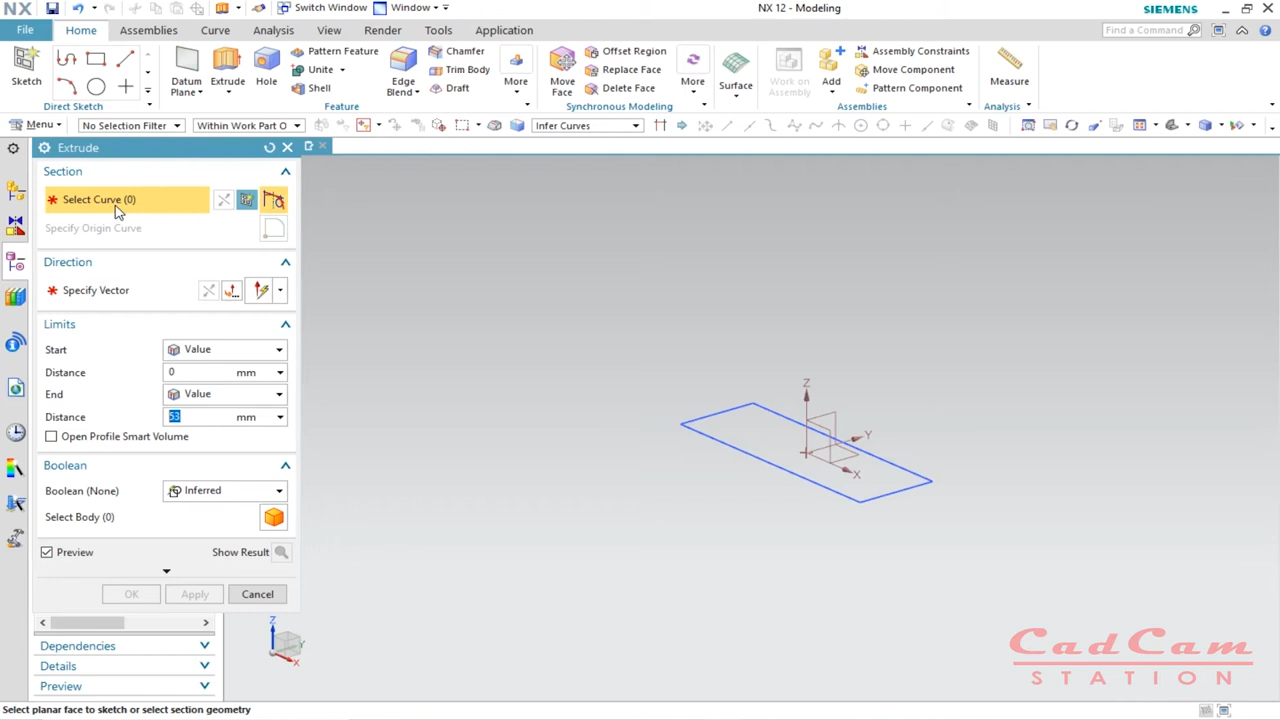 NX
Switch Window
Window
NX 12 - Modeling
SIEMENS
File
Home
Assemblies
Curve
Analysis
View
Render
Tools
Application
Find a Command
Sketch
Direct Sketch
Datum Plane
Extrude
Hole
Pattern Feature
Unite
Shell
Edge Blend
Chamfer
Trim Body
Draft
More
Feature
Move Face
Offset Region
Replace Face
Delete Face
More
Synchronous Modeling
Surface
Work on Assembly
Add
Assembly Constraints
Move Component
Pattern Component
Assemblies
Measure
Analysis
Menu
No Selection Filter
Within Work Part O
Infer Curves
Extrude
Section
Select Curve (0)
Specify Origin Curve
Direction
Specify Vector
Limits
Start
Value
Distance
0 mm
End
Value
Distance
53 mm
Open Profile Smart Volume
Boolean
Boolean (None)
Inferred
Select Body (0)
Preview
Show Result
OK
Apply
Cancel
Dependencies
Details
Preview
Z
Y
X
Z
Y
X
CadCam
STATION
Select planar face to sketch or select section geometry